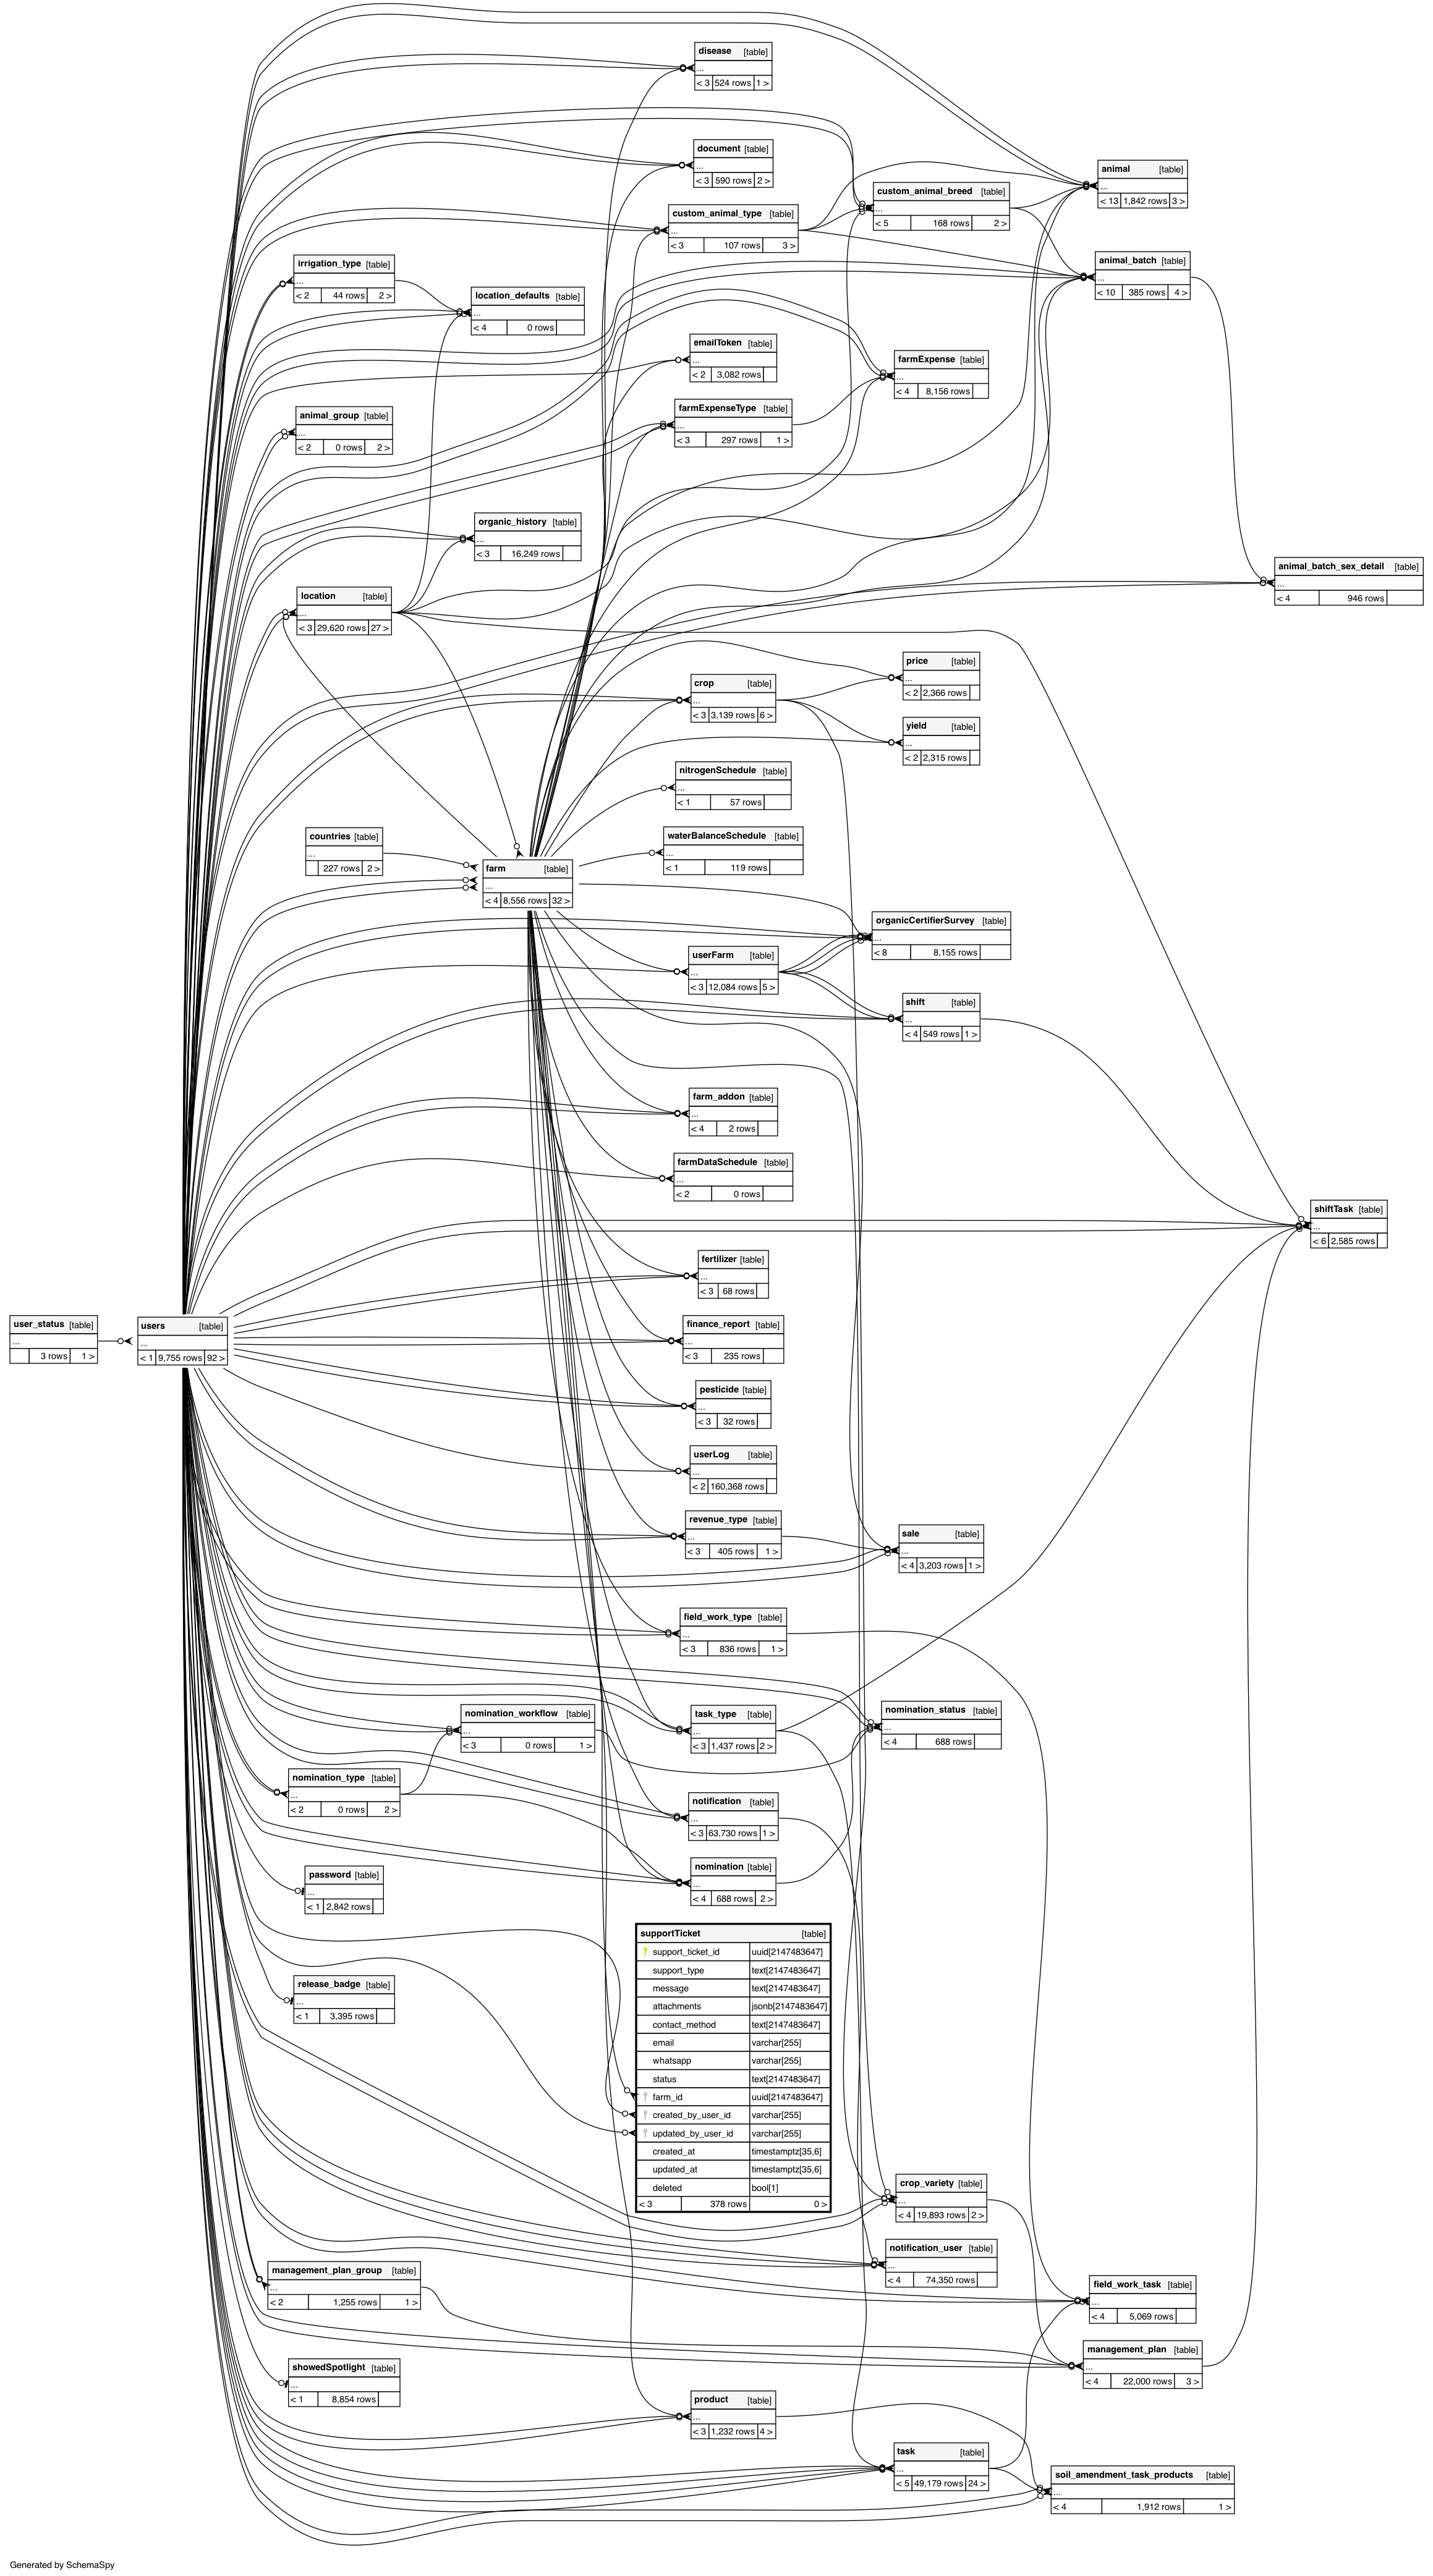 disease [table]
...
< 3 524 rows 1 >
document [table]
...
< 3 590 rows 2 >
animal [table]
...
< 13 1,842 rows 3 >
custom_animal_breed [table]
...
< 5 168 rows 2 >
custom_animal_type [table]
...
< 3 107 rows 3 >
irrigation_type [table]
...
< 2 44 rows 2 >
animal_batch [table]
...
< 10 385 rows 4 >
location_defaults [table]
...
< 4 0 rows
emailToken [table]
...
< 2 3,082 rows
farmExpense [table]
...
< 4 8,156 rows
farmExpenseType [table]
...
< 3 297 rows 1 >
animal_group [table]
...
< 2 0 rows 2 >
organic_history [table]
...
< 3 16,249 rows
animal_batch_sex_detail [table]
...
< 4 946 rows
location [table]
...
< 3 29,620 rows 27 >
price [table]
...
< 2 2,366 rows
crop [table]
...
< 3 3,139 rows 6 >
yield [table]
...
< 2 2,315 rows
nitrogenSchedule [table]
...
< 1 57 rows
countries [table]
...
227 rows 2 >
waterBalanceSchedule [table]
...
< 1 119 rows
farm [table]
...
< 4 8,556 rows 32 >
organicCertifierSurvey [table]
...
< 8 8,155 rows
userFarm [table]
...
< 3 12,084 rows 5 >
shift [table]
...
< 4 549 rows 1 >
farm_addon [table]
...
< 4 2 rows
farmDataSchedule [table]
...
< 2 0 rows
shiftTask [table]
...
< 6 2,585 rows
fertilizer [table]
...
< 3 68 rows
user_status [table]
...
3 rows 1 >
users [table]
...
< 1 9,755 rows 92 >
finance_report [table]
...
< 3 235 rows
pesticide [table]
...
< 3 32 rows
userLog [table]
...
< 2 160,368 rows
revenue_type [table]
...
< 3 405 rows 1 >
sale [table]
...
< 4 3,203 rows 1 >
field_work_type [table]
...
< 3 836 rows 1 >
nomination_workflow [table]
...
< 3 0 rows 1 >
task_type [table]
...
< 3 1,437 rows 2 >
nomination_status [table]
...
< 4 688 rows
nomination_type [table]
...
< 2 0 rows 2 >
notification [table]
...
< 3 63,730 rows 1 >
password [table]
...
< 1 2,842 rows
nomination [table]
...
< 4 688 rows 2 >
supportTicket [table]
support_ticket_id uuid[2147483647]
support_type text[2147483647]
message text[2147483647]
attachments jsonb[2147483647]
contact_method text[2147483647]
email varchar[255]
whatsapp varchar[255]
status text[2147483647]
farm_id uuid[2147483647]
created_by_user_id varchar[255]
updated_by_user_id varchar[255]
created_at timestamptz[35,6]
updated_at timestamptz[35,6]
deleted bool[1]
< 3 378 rows 0 >
release_badge [table]
...
< 1 3,395 rows
crop_variety [table]
...
< 4 19,893 rows 2 >
notification_user [table]
...
< 4 74,350 rows
management_plan_group [table]
...
< 2 1,255 rows 1 >
field_work_task [table]
...
< 4 5,069 rows
management_plan [table]
...
< 4 22,000 rows 3 >
showedSpotlight [table]
...
< 1 8,854 rows
product [table]
...
< 3 1,232 rows 4 >
task [table]
...
< 5 49,179 rows 24 >
soil_amendment_task_products [table]
...
< 4 1,912 rows 1 >
Generated by SchemaSpy